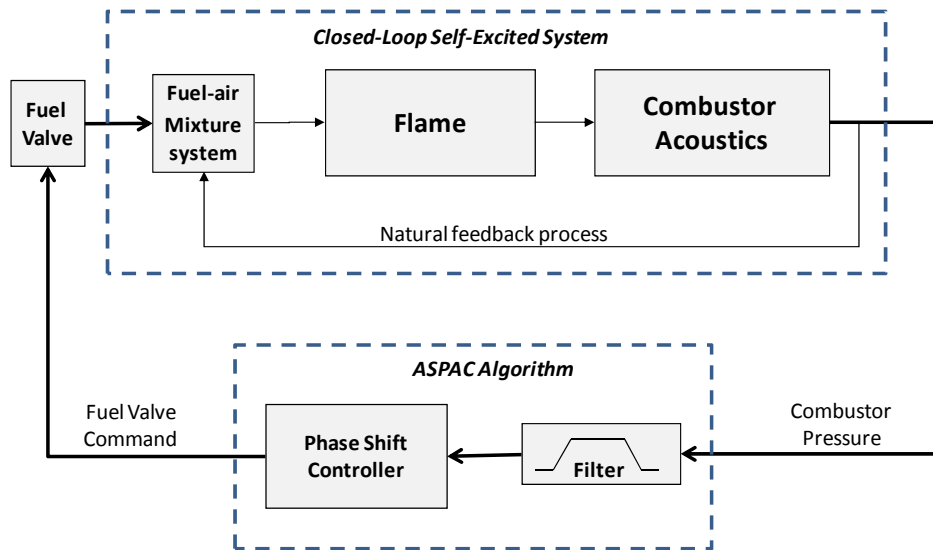 Closed-Loop Self-Excited System
Fuel
Valve
Fuel-air
Mixture
system
Flame
Combustor
Acoustics
Natural feedback process
ASPAC Algorithm
Fuel Valve
Command
Phase Shift
Controller
Filter
Combustor
Pressure